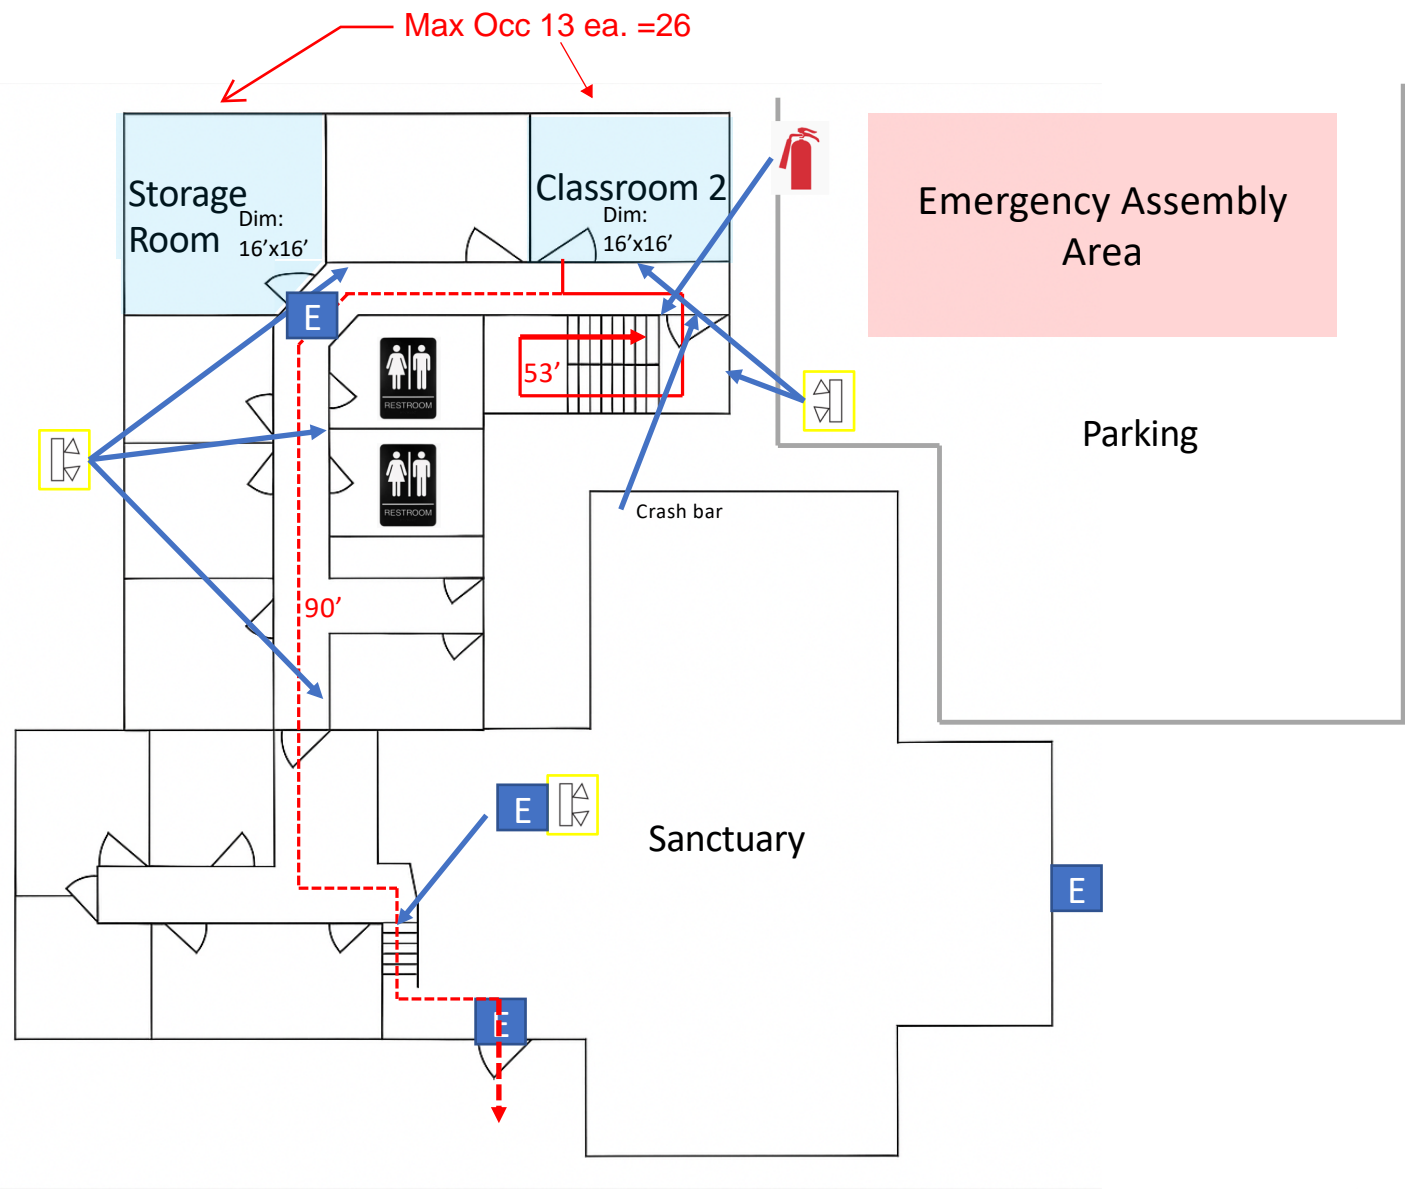 Max Occ 13 ea. =26
Storage
Room
Dim:
16’x16’
Classroom 2
Dim:
16’x16’
Emergency Assembly
Area
E
53’
RESTROOM
Parking
RESTROOM
Crash bar
90’
E
Sanctuary
E
E